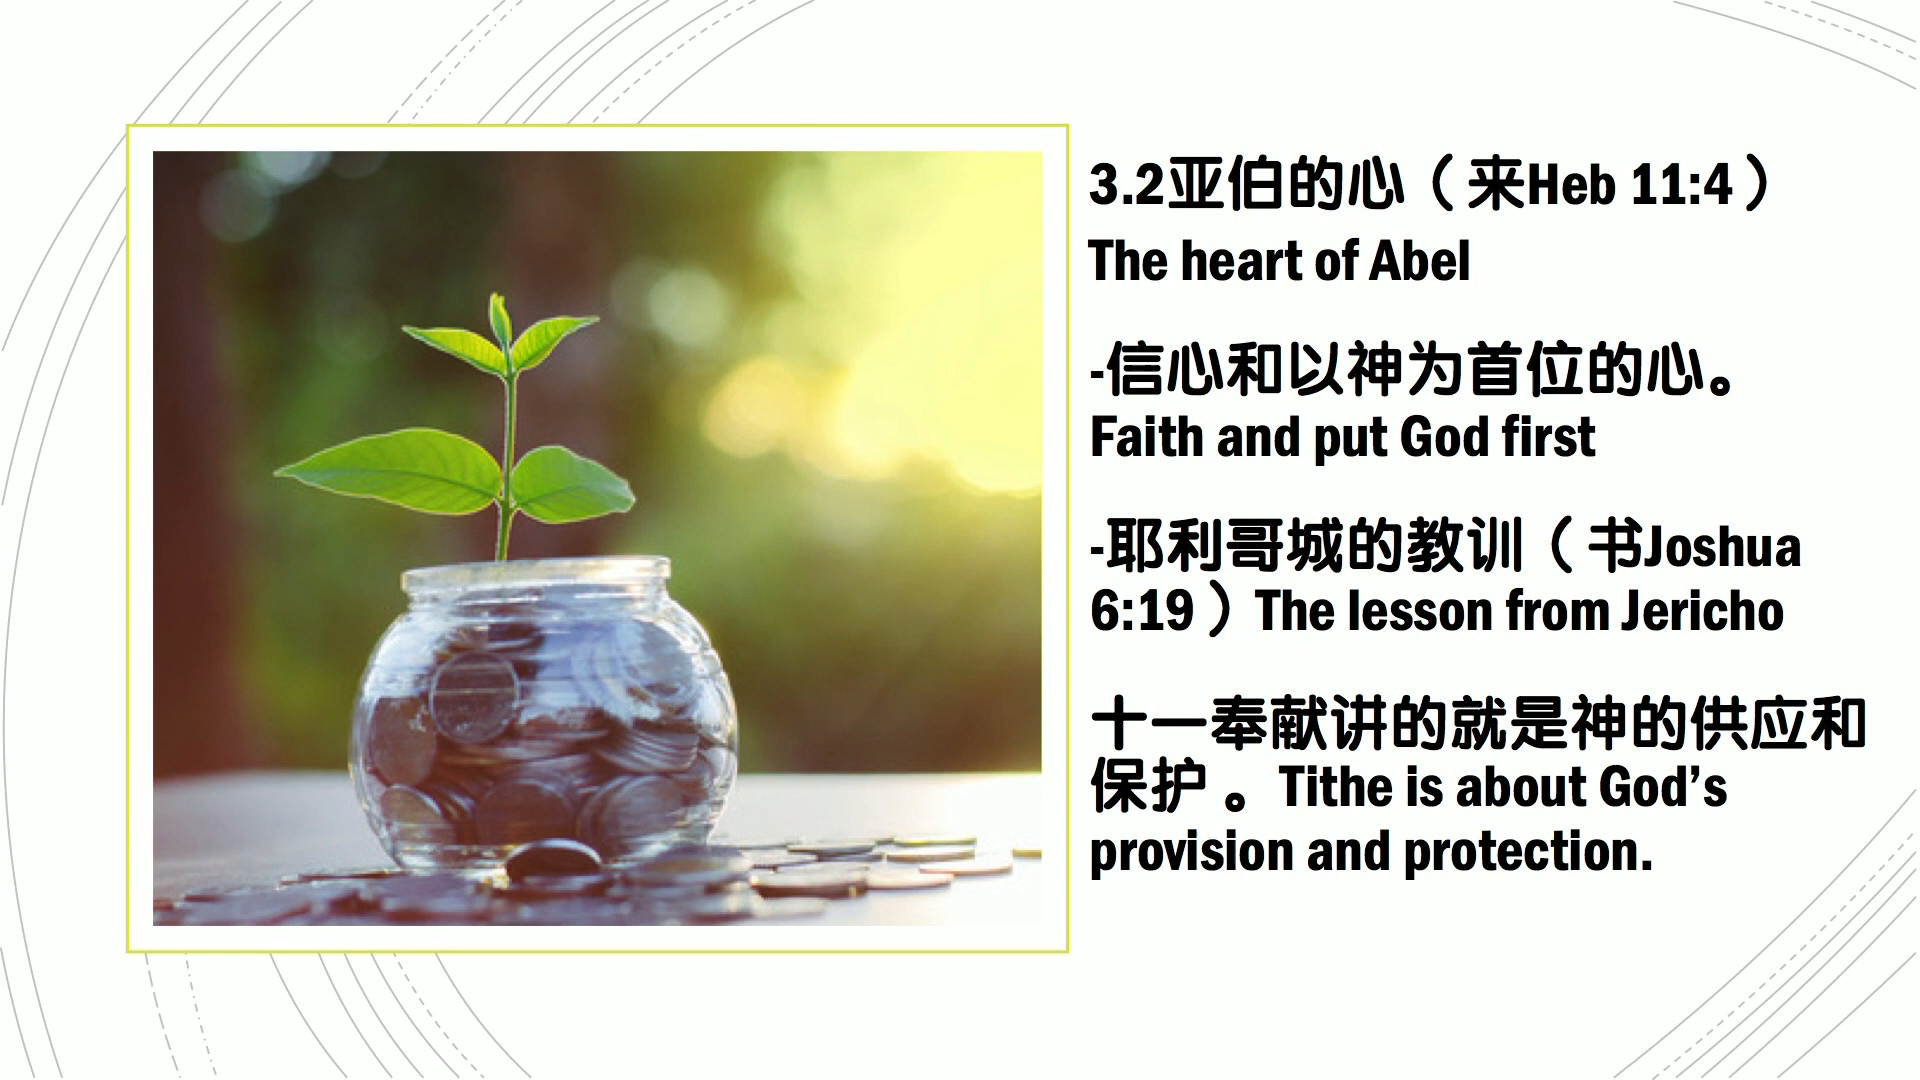 3.2亚伯的心（来Heb 11:4）
The heart of Abel
-信心和以神为首位的心。
Faith and put God first
-耶利哥城的教训（书Joshua
6:19）The lesson from Jericho
十一奉献讲的就是神的供应和
保护 。Tithe is about God’s
provision and protection.